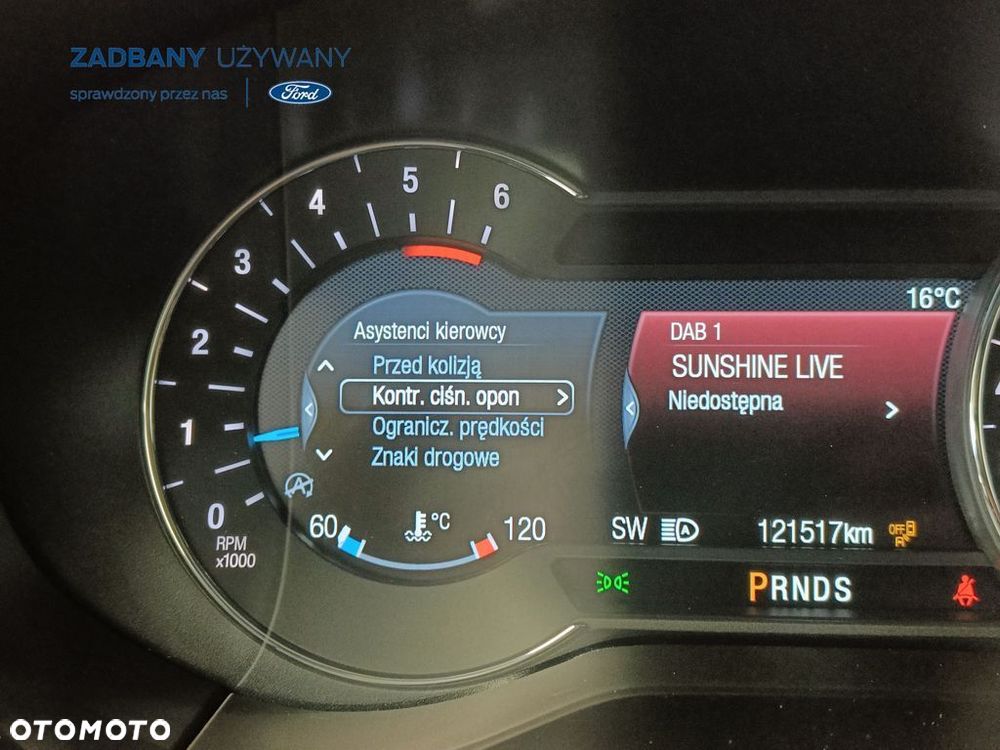 ZADBANY UŻYWANY
sprawdzony przez nas
Ford
0
1
2
3
4
5
6
RPM
x1000
16°C
Asystenci kierowcy
Przed kolizją
Kontr. ciśn. opon
Ogranicz. prędkości
Znaki drogowe
DAB 1
SUNSHINE LIVE
Niedostępna
A
60
°C
120
SW
A
121517km
OFF
PRNDS
OTOMOTO